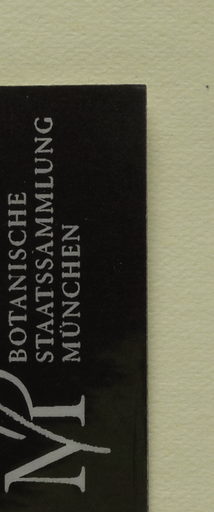 BOTANISCHE
STAATSSAMMLUNG
MÜNCHEN
M